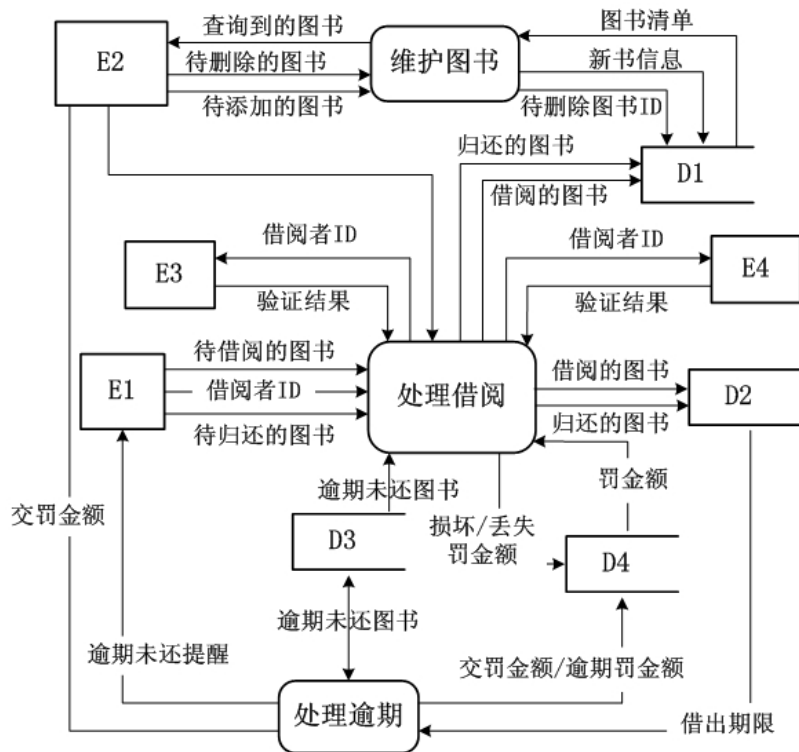 查询到的图书
图书清单
E2
维护图书
待删除的图书
新书信息
待添加的图书
待删除图书ID
归还的图书
D1
借阅的图书
借阅者ID
借阅者ID
E3
E4
验证结果
验证结果
待借阅的图书
借阅的图书
E1
借阅者ID
处理借阅
D2
待归还的图书
归还的图书
逾期未还图书
罚金额
交罚金额
损坏/丢失
罚金额
D3
D4
逾期未还图书
逾期未还提醒
交罚金额/逾期罚金额
处理逾期
借出期限